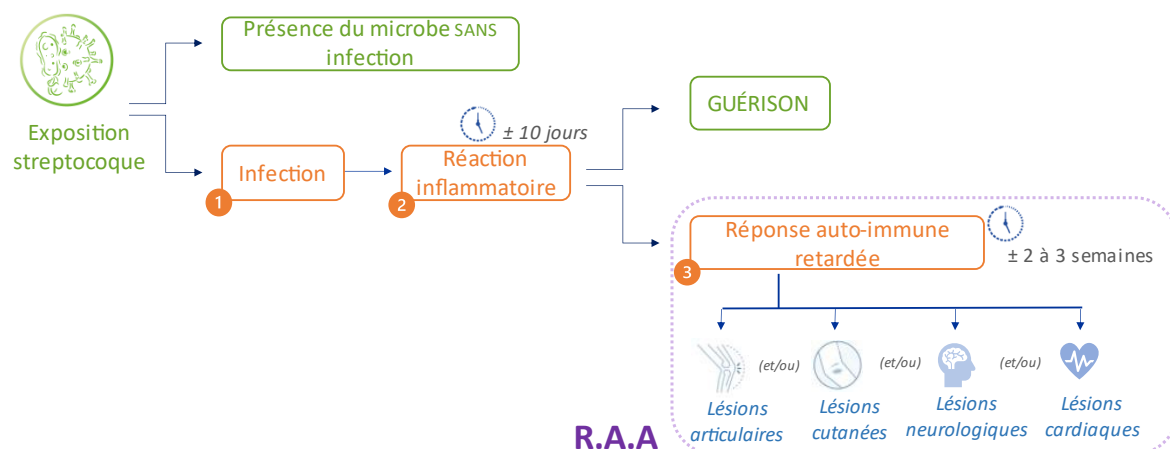 Présence du microbe SANS
infection
Exposition
streptocoque
GUÉRISON
± 10 jours
1
Infection
2
Réaction
inflammatoire
3
Réponse auto-immune
retardée
± 2 à 3 semaines
(et/ou)
(et/ou)
(et/ou)
Lésions
articulaires
Lésions
cutanées
Lésions
neurologiques
Lésions
cardiaques
R.A.A